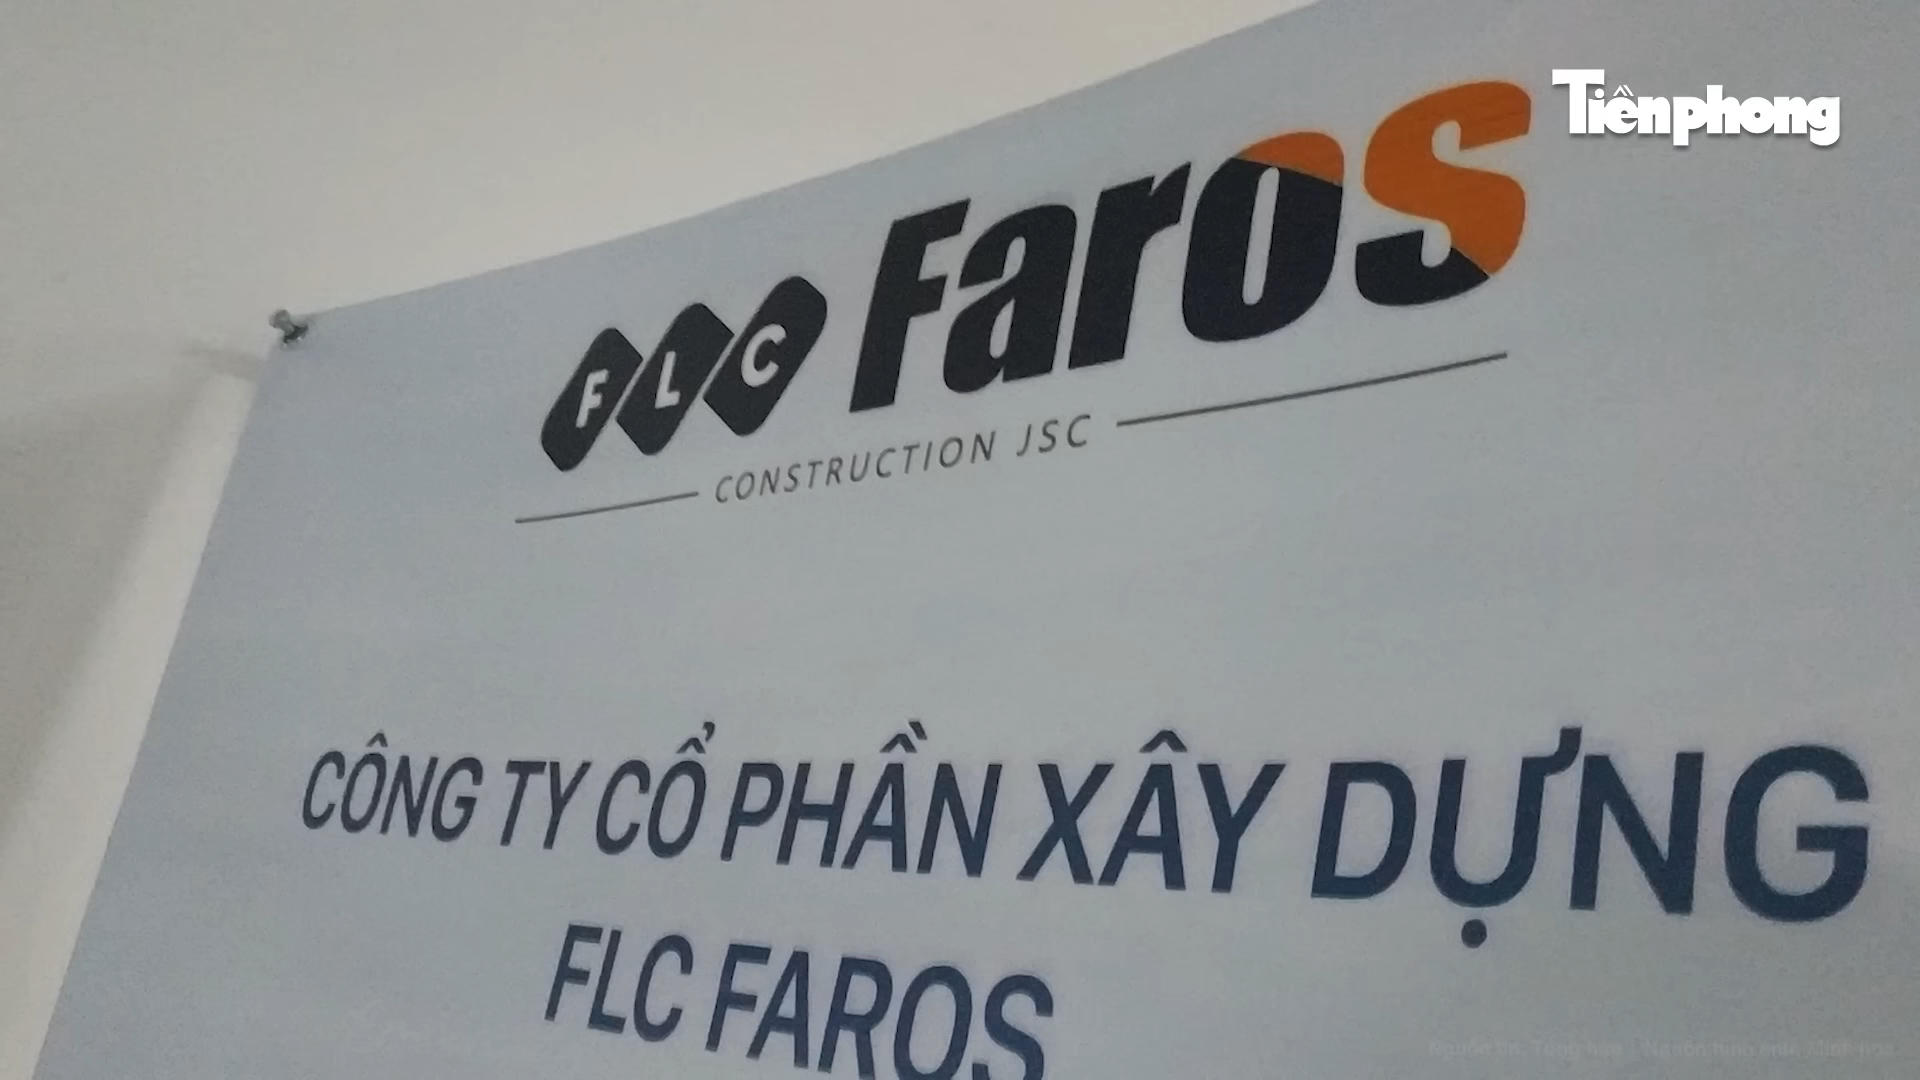 Tiềnphong
FLC Faros
CONSTRUCTION JSC
CÔNG TY CỔ PHẦN XÂY DỰNG
FLC FAROS